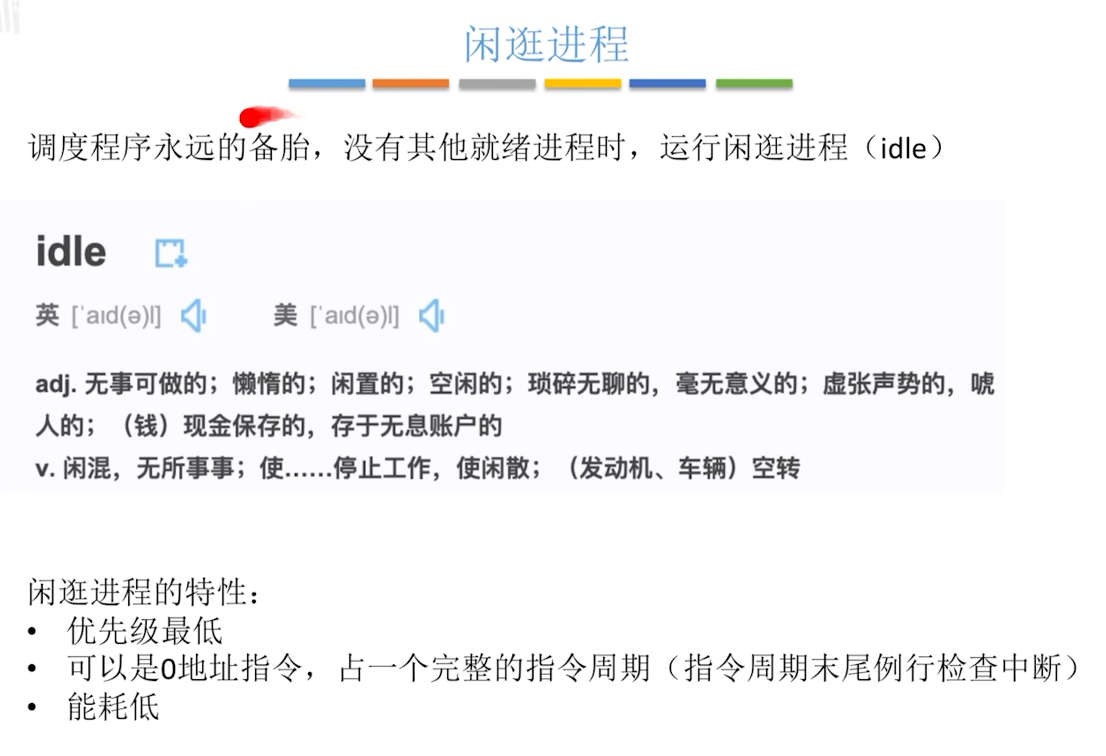 闲逛进程
调度程序永远的备胎，没有其他就绪进程时，运行闲逛进程（idle）
idle
英 [ˈaɪd(ə)l] 美 [ˈaɪd(ə)l]
adj. 无事可做的；懒惰的；闲置的；空闲的；琐碎无聊的，毫无意义的；虚张声势的，唬
人的；（钱）现金保存的，存于无息账户的
v. 闲混，无所事事；使……停止工作，使闲散；（发动机、车辆）空转
闲逛进程的特性：
• 优先级最低
• 可以是0地址指令，占一个完整的指令周期（指令周期末尾例行检查中断）
• 能耗低